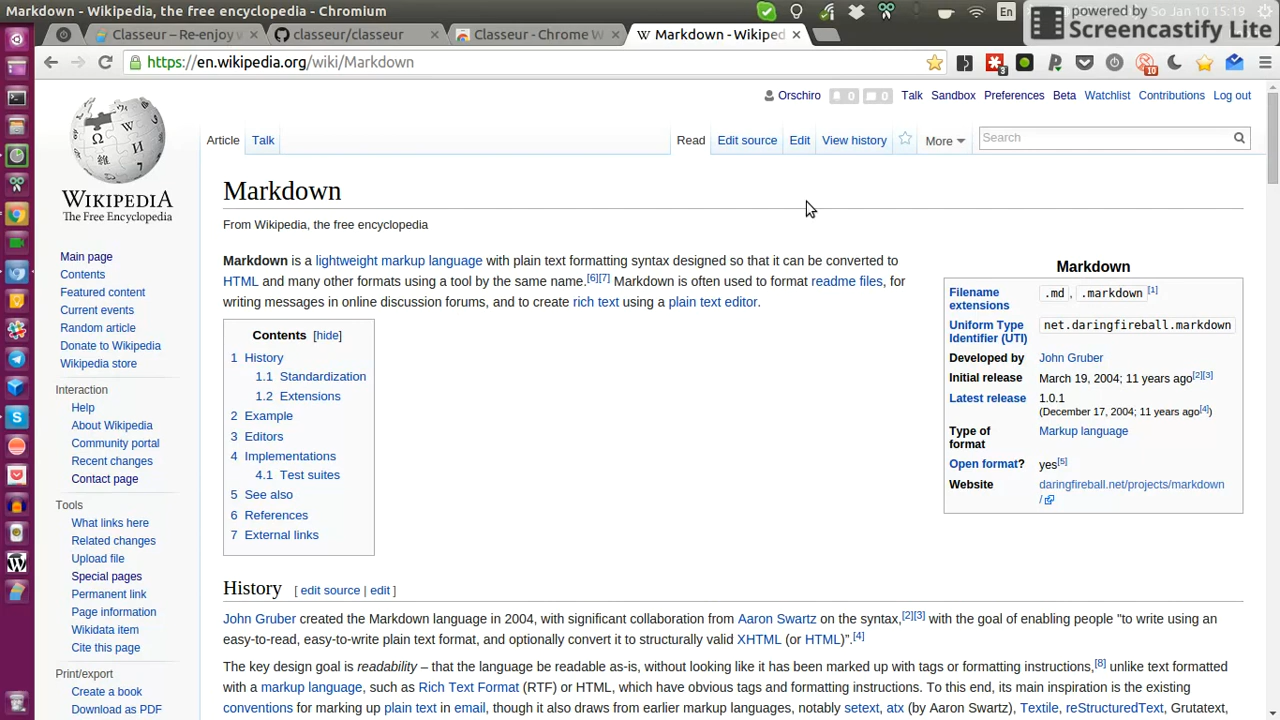 Markdown - Wikipedia, the free encyclopedia - Chromium
En
So Jan 10 15:19
powered by
Screencastify Lite
Classeur – Re-enjoy w
classeur/classeur
Classeur - Chrome W
Markdown - Wikiped
https://en.wikipedia.org/wiki/Markdown
3
10
Orschiro 0 0 Talk Sandbox Preferences Beta Watchlist Contributions Log out
Article Talk Read Edit source Edit View history More Search
WIKIPEDIA
The Free Encyclopedia
Main page
Contents
Featured content
Current events
Random article
Donate to Wikipedia
Wikipedia store
Interaction
Help
About Wikipedia
Community portal
Recent changes
Contact page
Tools
What links here
Related changes
Upload file
Special pages
Permanent link
Page information
Wikidata item
Cite this page
Print/export
Create a book
Download as PDF
Markdown
From Wikipedia, the free encyclopedia
Markdown is a lightweight markup language with plain text formatting syntax designed so that it can be converted to
HTML and many other formats using a tool by the same name.[6][7] Markdown is often used to format readme files, for
writing messages in online discussion forums, and to create rich text using a plain text editor.
Contents [hide]
1 History
1.1 Standardization
1.2 Extensions
2 Example
3 Editors
4 Implementations
4.1 Test suites
5 See also
6 References
7 External links
Markdown
Filename extensions .md, .markdown [1]
Uniform Type Identifier (UTI) net.daringfireball.markdown
Developed by John Gruber
Initial release March 19, 2004; 11 years ago[2][3]
Latest release 1.0.1
(December 17, 2004; 11 years ago[4])
Type of format Markup language
Open format? yes[5]
Website daringfireball.net/projects/markdown
/
History [ edit source | edit ]
John Gruber created the Markdown language in 2004, with significant collaboration from Aaron Swartz on the syntax,[2][3] with the goal of enabling people "to write using an
easy-to-read, easy-to-write plain text format, and optionally convert it to structurally valid XHTML (or HTML)".[4]
The key design goal is readability – that the language be readable as-is, without looking like it has been marked up with tags or formatting instructions,[8] unlike text formatted
with a markup language, such as Rich Text Format (RTF) or HTML, which have obvious tags and formatting instructions. To this end, its main inspiration is the existing
conventions for marking up plain text in email, though it also draws from earlier markup languages, notably setext, atx (by Aaron Swartz), Textile, reStructuredText, Grutatext,